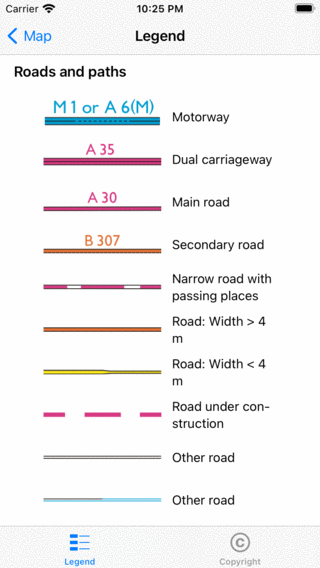 Carrier 10:25 PM
Map Legend
Roads and paths
M 1 or A 6(M) Motorway
A 35 Dual carriageway
A 30 Main road
B 307 Secondary road
Narrow road with
passing places
Road: Width > 4
m
Road: Width < 4
m
Road under con-
struction
Other road
Other road
Legend Copyright